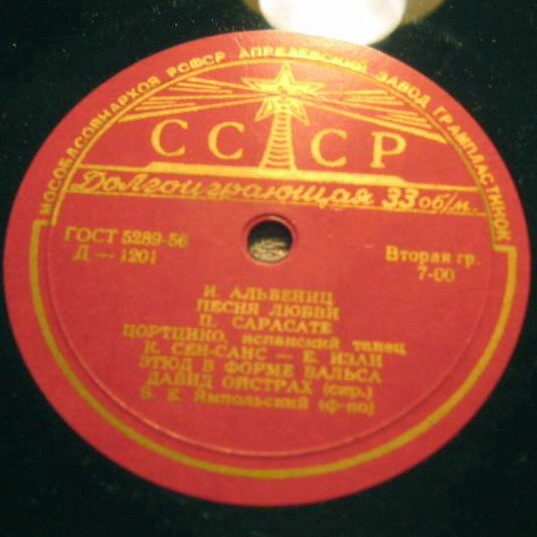 МОСОБЛСОВНАРХОЗ РСФСР АПРЕЛЕВСКИЙ ЗАВОД ГРАМПЛАСТИНОК
СССР
Долгоиграющая 33 об/м.
ГОСТ 5289-56
Д — 1201
Вторая гр.
7-00
И. АЛЬБЕНИЦ
ПЕСНЯ ЛЮБВИ
П. САРАСАТЕ
ЦОРТЦИКО, испанский танец
К. СЕН-САНС — Е. ИЗАИ
ЭТЮД В ФОРМЕ ВАЛЬСА
ДАВИД ОЙСТРАХ (скр.)
В. Е. Ямпольский (ф-но)